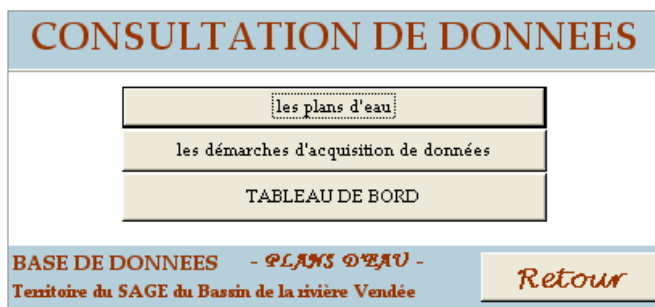 CONSULTATION DE DONNEES
les plans d'eau
les démarches d'acquisition de données
TABLEAU DE BORD
BASE DE DONNEES - PLANS D'EAU -
Territoire du SAGE du Bassin de la rivière Vendée
Retour